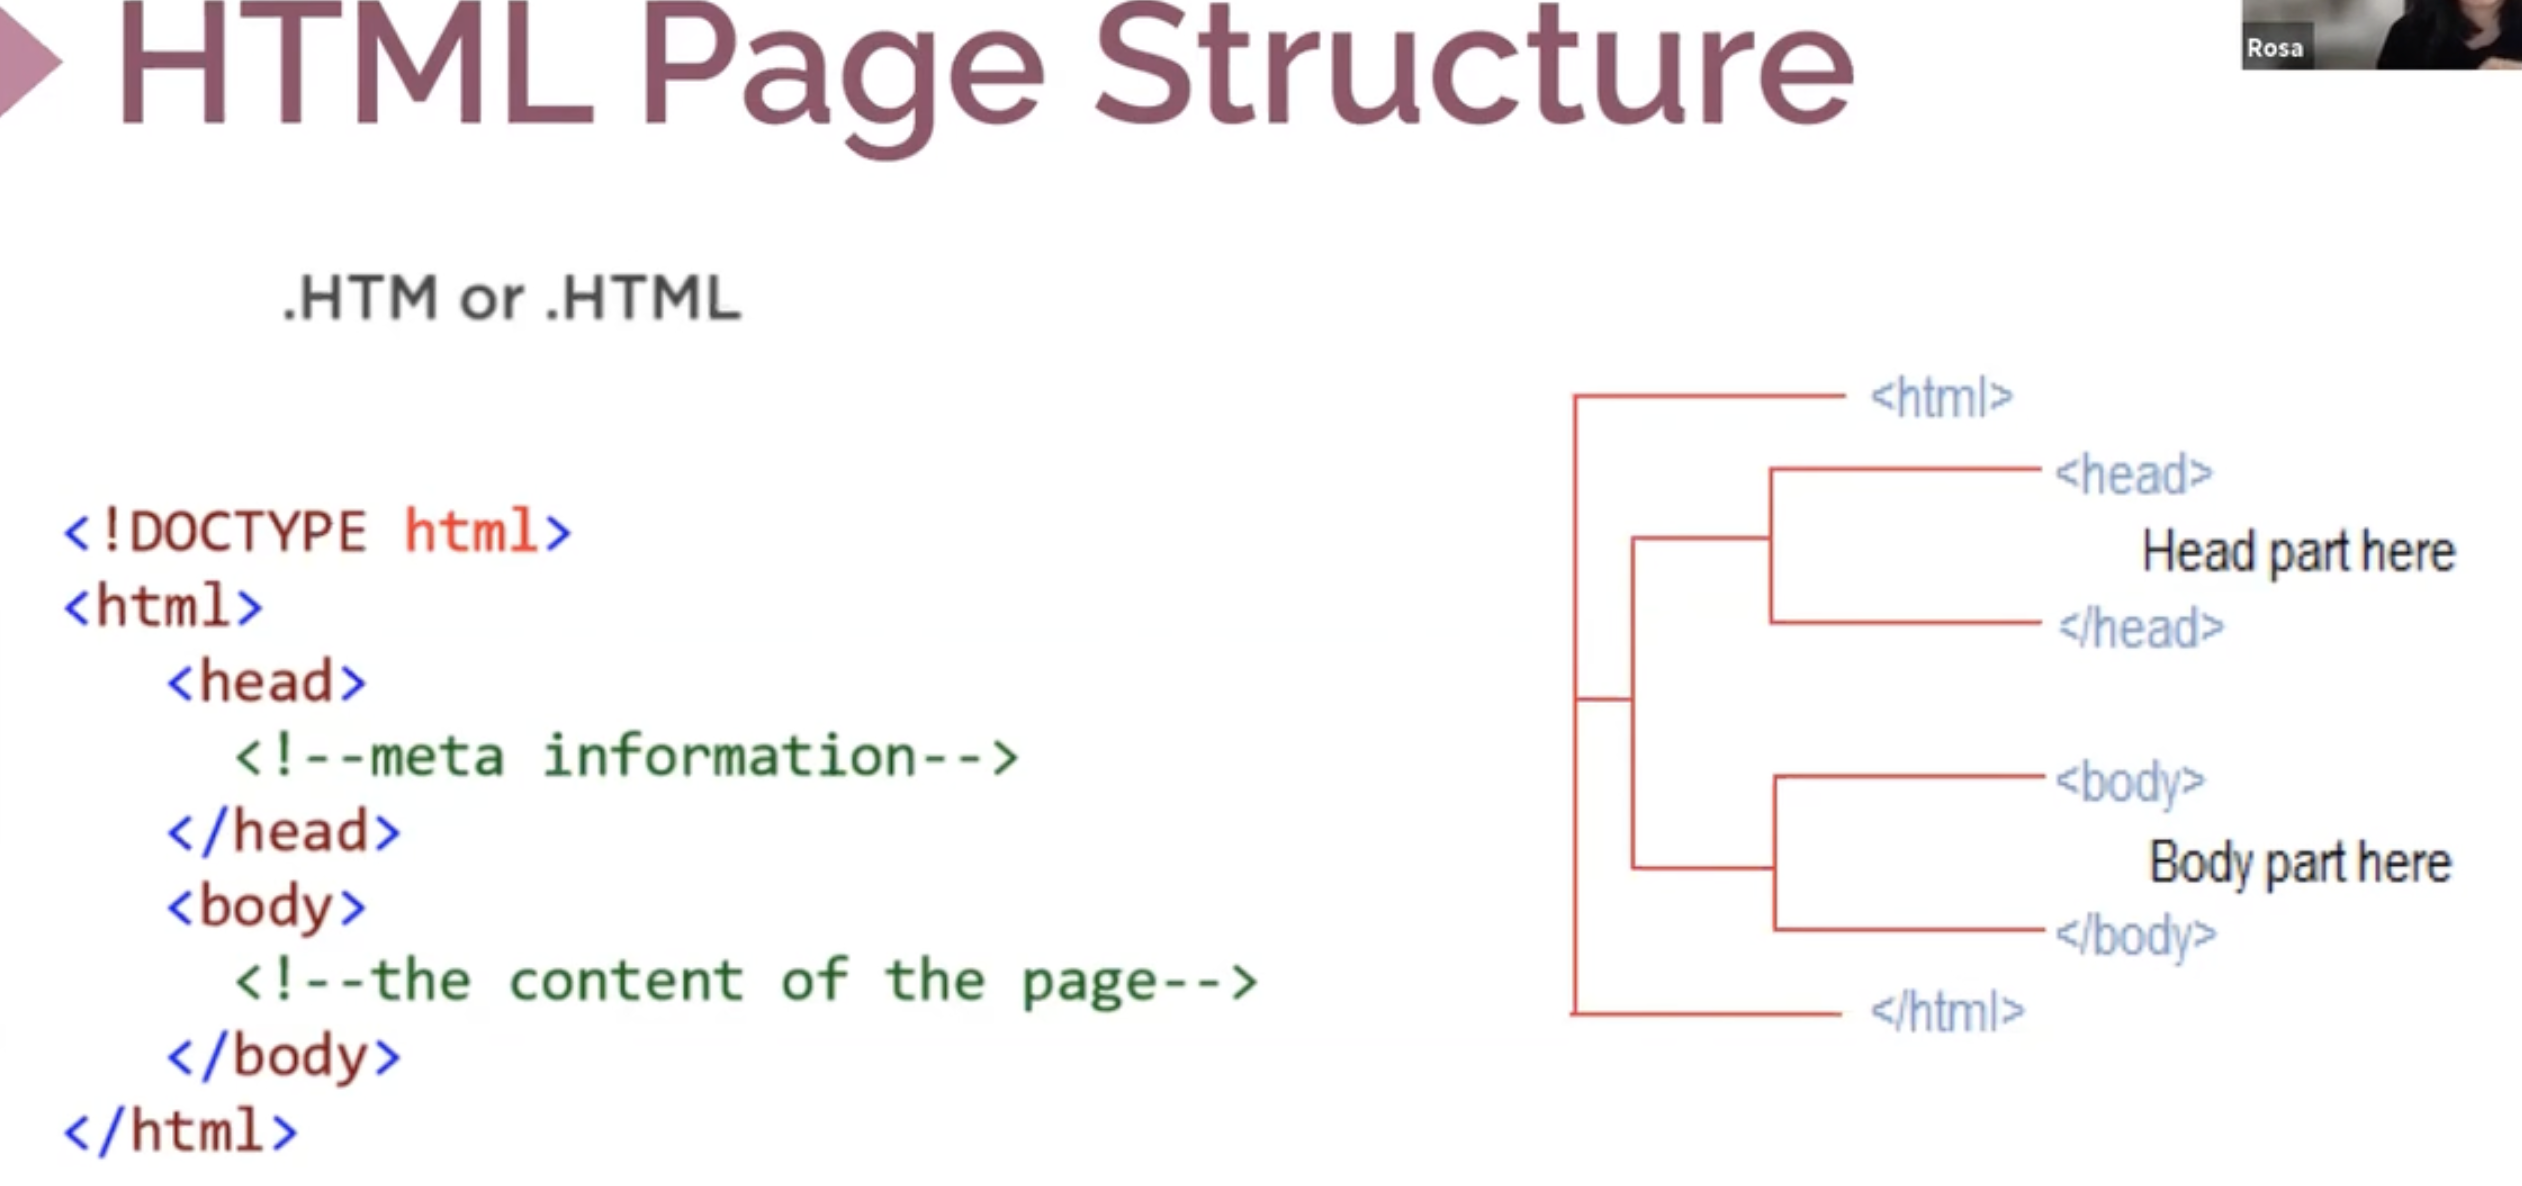 HTML Page Structure
Rosa
.HTM or .HTML
<!DOCTYPE html>
<html>
<head>
<!--meta information-->
</head>
<body>
<!--the content of the page-->
</body>
</html>
<html>
<head>
Head part here
</head>
<body>
Body part here
</body>
</html>